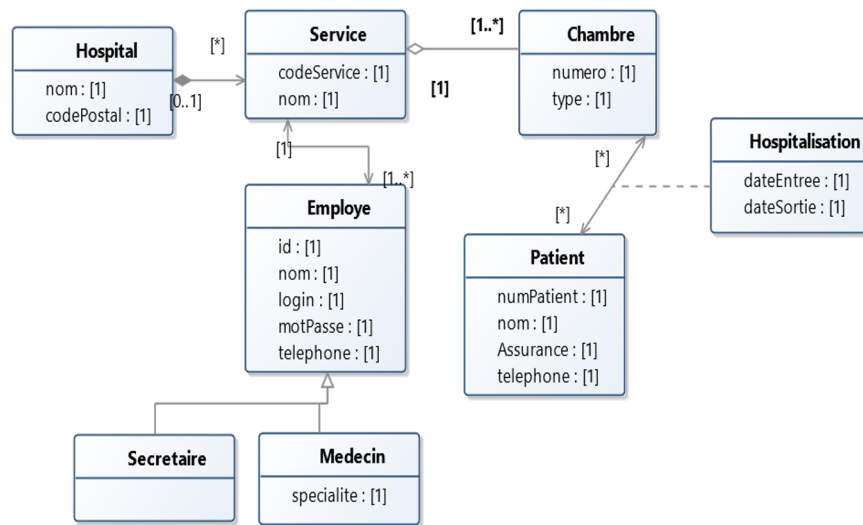 Hospital
nom : [1]
codePostal : [1]
[*]
[0..1]
Service
codeService : [1]
nom : [1]
[1..*]
[1]
Chambre
numero : [1]
type : [1]
Hospitalisation
dateEntree : [1]
dateSortie : [1]
[*]
[*]
[1]
[1..*]
Employe
id : [1]
nom : [1]
login : [1]
motPasse : [1]
telephone : [1]
Patient
numPatient : [1]
nom : [1]
Assurance : [1]
telephone : [1]
Secretaire
Medecin
specialite : [1]